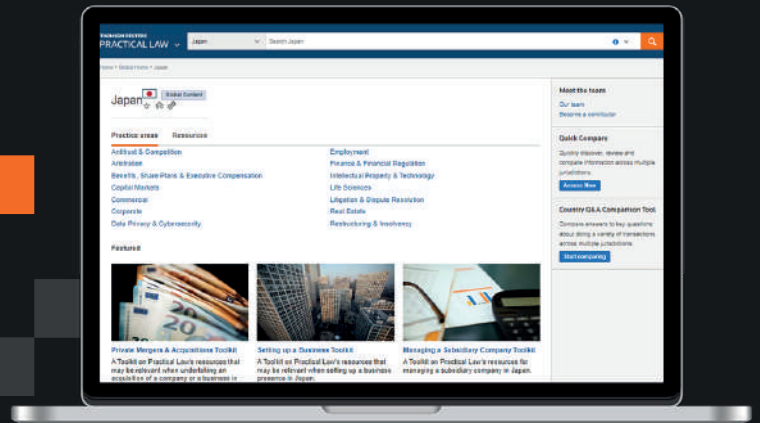 THOMSON REUTERS
PRACTICAL LAW
Japan
Search Japan
Home > Global Home > Japan
Japan
Global Content
Practice areas
Resources
Antitrust & Competition
Arbitration
Benefits, Share Plans & Executive Compensation
Capital Markets
Commercial
Corporate
Data Privacy & Cybersecurity
Employment
Finance & Financial Regulation
Intellectual Property & Technology
Life Sciences
Litigation & Dispute Resolution
Real Estate
Restructuring & Insolvency
Featured
20
20
Private Mergers & Acquisitions Toolkit
A Toolkit on Practical Law's resources that
may be relevant when undertaking an
acquisition of a company or a business in
Setting up a Business Toolkit
A Toolkit on Practical Law's resources that
may be relevant when setting up a business
presence in Japan.
Managing a Subsidiary Company Toolkit
A Toolkit on Practical Law's resources for
managing a subsidiary company in Japan.
Meet the team
Our team
Become a contributor
Quick Compare
Quickly discover, review and
compare information across multiple
jurisdictions.
Access Now
Country Q&A Comparison Tool
Compare answers to key questions
about doing a variety of transactions
across multiple jurisdictions.
Start comparing